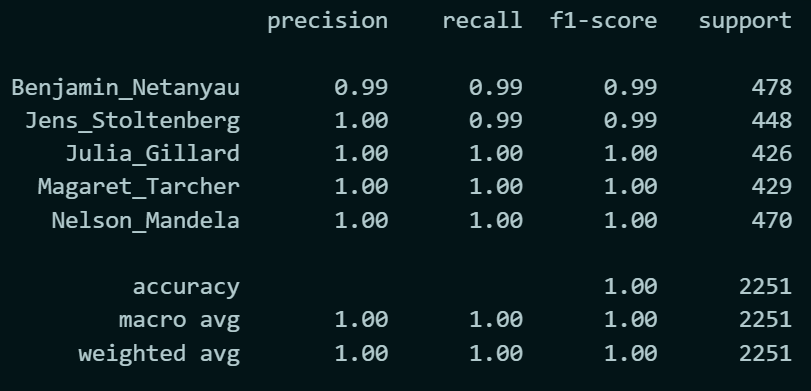 precision recall f1-score support
Benjamin_Netanyau 0.99 0.99 0.99 478
Jens_Stoltenberg 1.00 0.99 0.99 448
Julia_Gillard 1.00 1.00 1.00 426
Magaret_Tarcher 1.00 1.00 1.00 429
Nelson_Mandela 1.00 1.00 1.00 470
accuracy 1.00 2251
macro avg 1.00 1.00 1.00 2251
weighted avg 1.00 1.00 1.00 2251